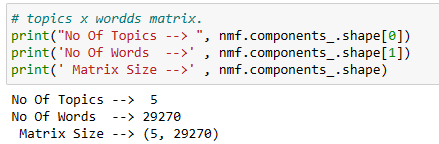 # topics x wordds matrix.
print("No Of Topics --> ", nmf.components_.shape[0])
print('No Of Words  -->' , nmf.components_.shape[1])
print(' Matrix Size -->' , nmf.components_.shape)
No Of Topics -->  5
No Of Words  --> 29270
 Matrix Size --> (5, 29270)